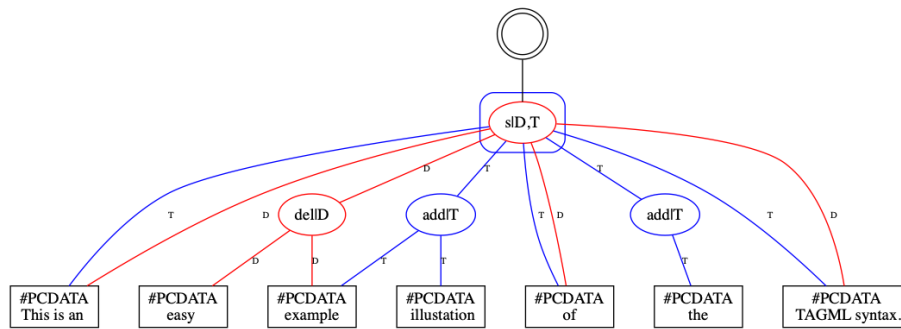 s|D,T
D
T
T
T
D
del|D
add|T
T
D
add|T
T
D
D
D
T
T
T
#PCDATA
This is an
#PCDATA
easy
#PCDATA
example
#PCDATA
illustation
#PCDATA
of
#PCDATA
the
#PCDATA
TAGML syntax.